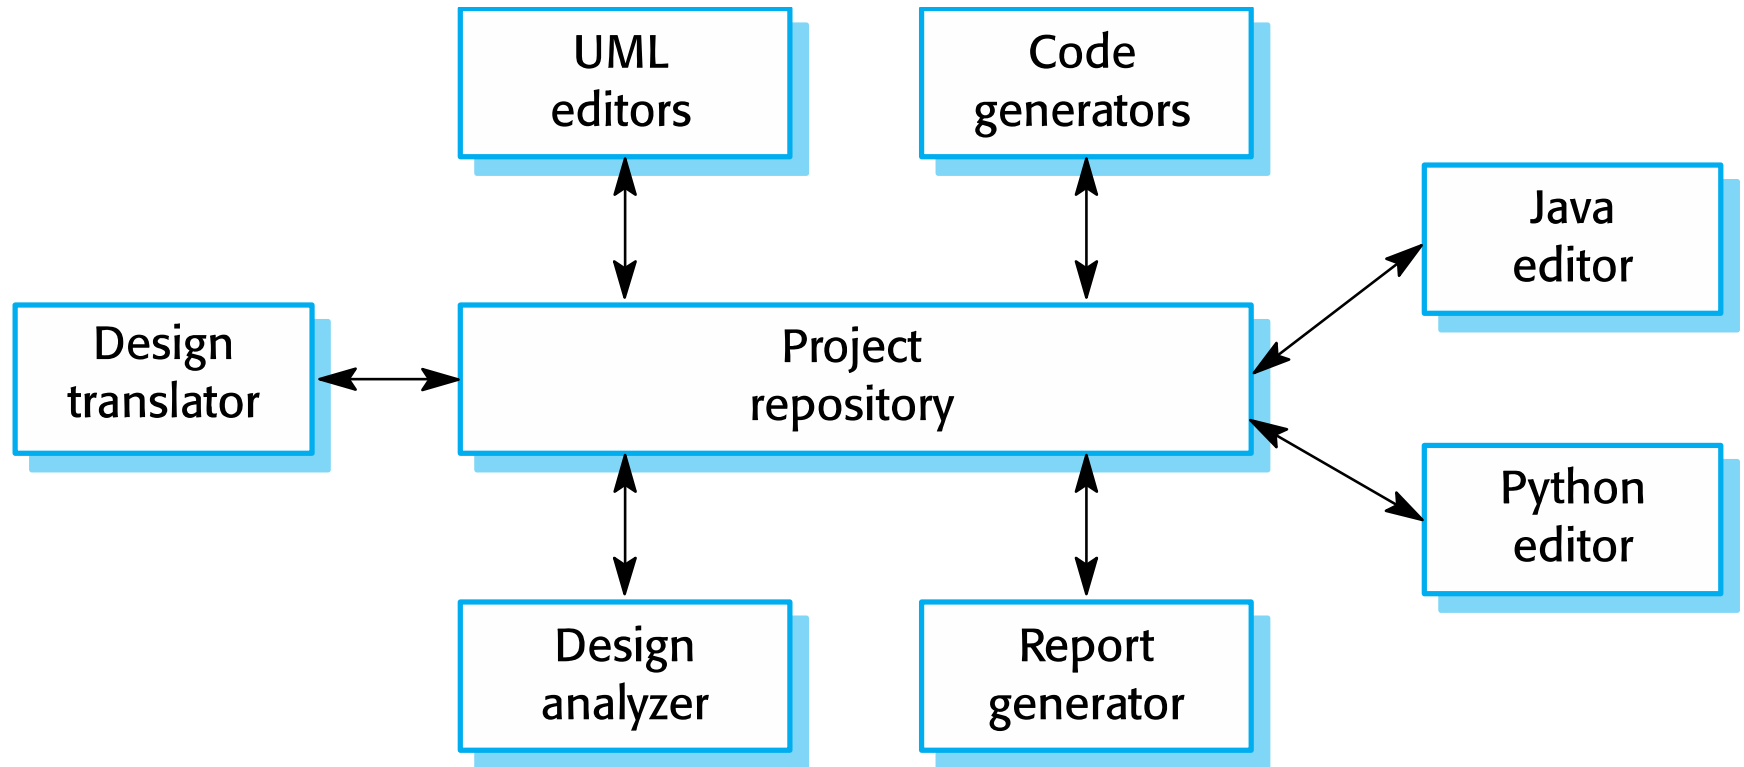 UML
editors
Code
generators
Java
editor
Design
translator
Project
repository
Python
editor
Design
analyzer
Report
generator